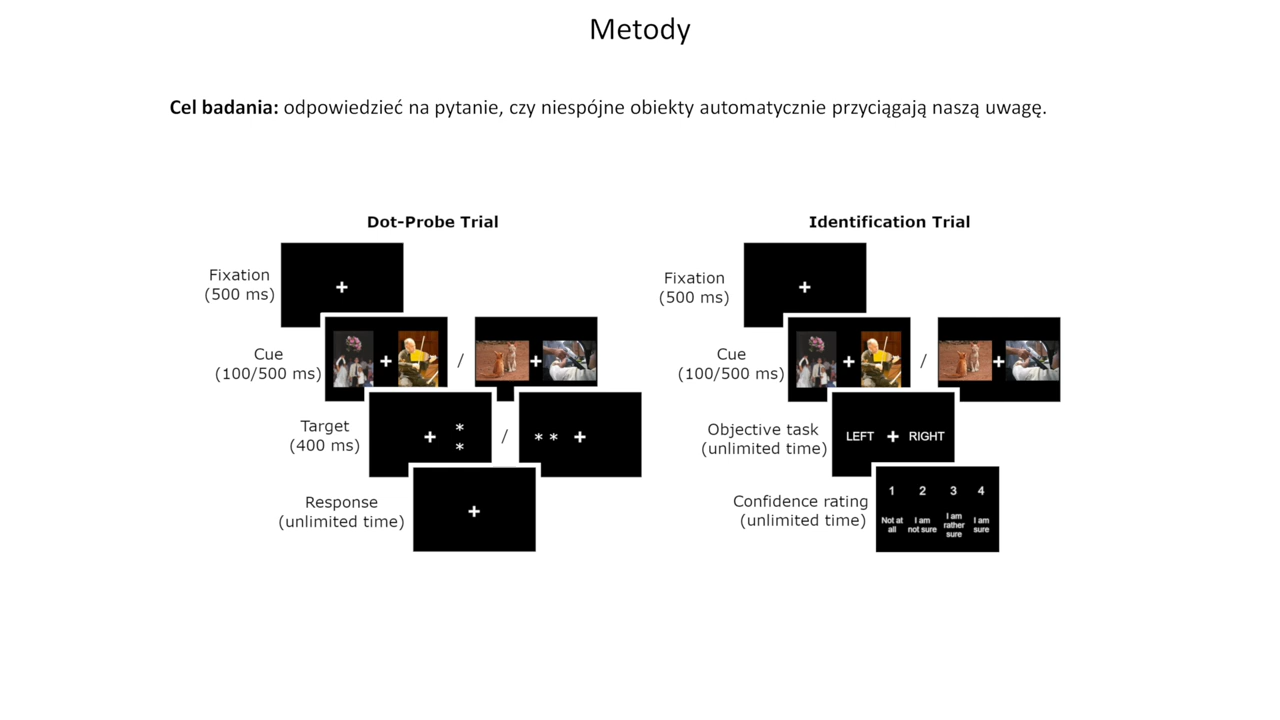 Metody
Cel badania: odpowiedzieć na pytanie, czy niespójne obiekty automatycznie przyciągają naszą uwagę.
Dot-Probe Trial
Fixation
(500 ms)
+
Cue
(100/500 ms)
+
/
+
Target
(400 ms)
+
*
*
/
* * +
Response
(unlimited time)
+
Identification Trial
Fixation
(500 ms)
+
Cue
(100/500 ms)
+
/
+
Objective task
(unlimited time)
LEFT + RIGHT
Confidence rating
(unlimited time)
1 2 3 4
Not at all
I am not sure
I am rather sure
I am sure